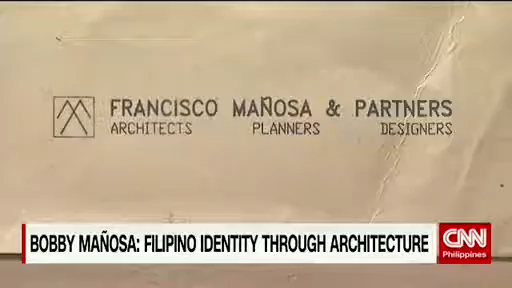 FRANCISCO MAÑOSA & PARTNERS
ARCHITECTS PLANNERS DESIGNERS
BOBBY MAÑOSA: FILIPINO IDENTITY THROUGH ARCHITECTURE
CNN
Philippines